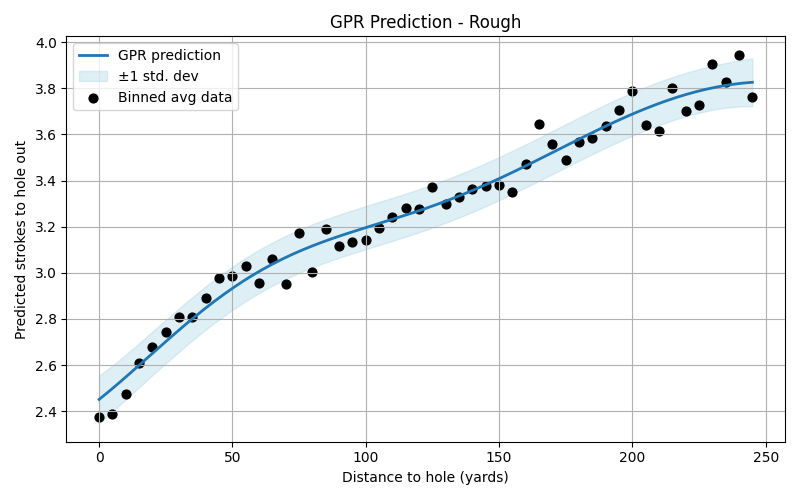 GPR Prediction - Rough
GPR prediction
±1 std. dev
Binned avg data
Predicted strokes to hole out
4.0
3.8
3.6
3.4
3.2
3.0
2.8
2.6
2.4
0 50 100 150 200 250
Distance to hole (yards)